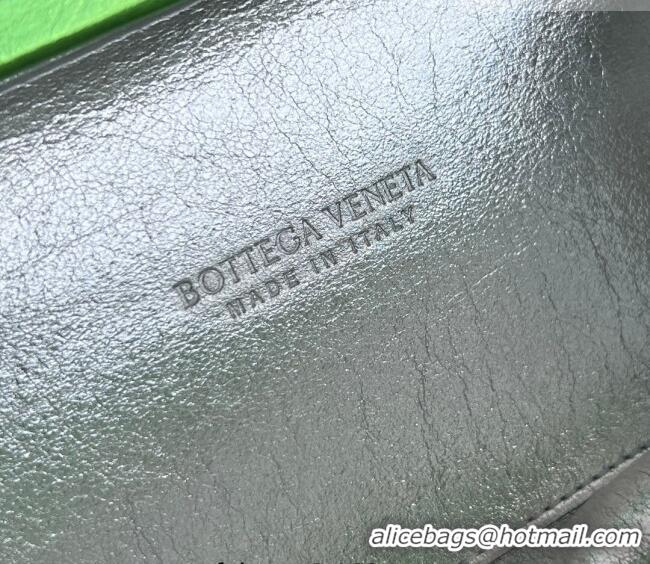 BOTTEGA VENETA
MADE IN ITALY
alicebags@hotmail.com